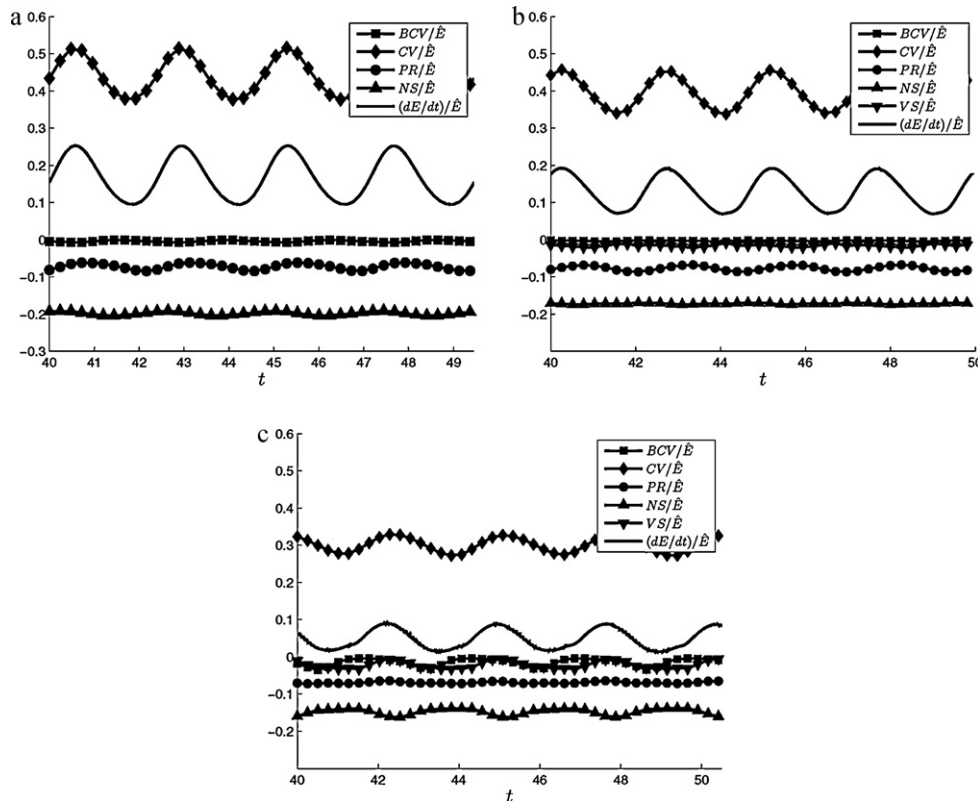 a
0.6
0.5
0.4
0.3
0.2
0.1
0
−0.1
−0.2
−0.3
40 41 42 43 44 45 46 47 48 49
t
BCV/Ê
CV/Ê
PR/Ê
NS/Ê
(dE/dt)/Ê
b
0.6
0.5
0.4
0.3
0.2
0.1
0
−0.1
−0.2
40 42 44 46 48 50
t
BCV/Ê
CV/Ê
PR/Ê
NS/Ê
VS/Ê
(dE/dt)/Ê
c
0.6
0.5
0.4
0.3
0.2
0.1
0
−0.1
−0.2
40 42 44 46 48 50
t
BCV/Ê
CV/Ê
PR/Ê
NS/Ê
VS/Ê
(dE/dt)/Ê